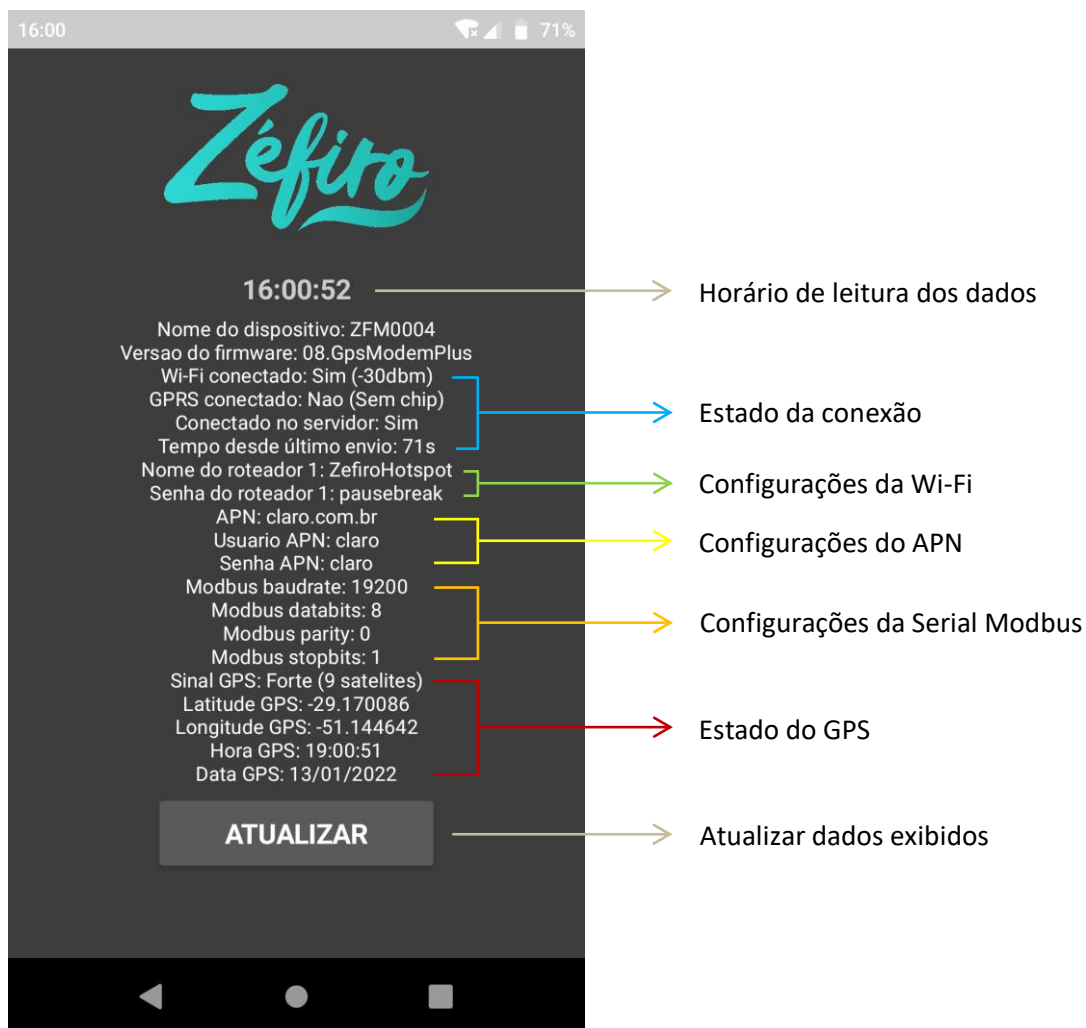 16:00
71%
Zéfiro
16:00:52
Horário de leitura dos dados
Nome do dispositivo: ZFM0004
Versao do firmware: 08.GpsModemPlus
Wi-Fi conectado: Sim (-30dbm)
GPRS conectado: Nao (Sem chip)
Conectado no servidor: Sim
Tempo desde último envio: 71s
Estado da conexão
Nome do roteador 1: ZefiroHotspot
Senha do roteador 1: pausebreak
Configurações da Wi-Fi
APN: claro.com.br
Usuario APN: claro
Senha APN: claro
Configurações do APN
Modbus baudrate: 19200
Modbus databits: 8
Modbus parity: 0
Modbus stopbits: 1
Configurações da Serial Modbus
Sinal GPS: Forte (9 satelites)
Latitude GPS: -29.170086
Longitude GPS: -51.144642
Hora GPS: 19:00:51
Data GPS: 13/01/2022
Estado do GPS
ATUALIZAR
Atualizar dados exibidos